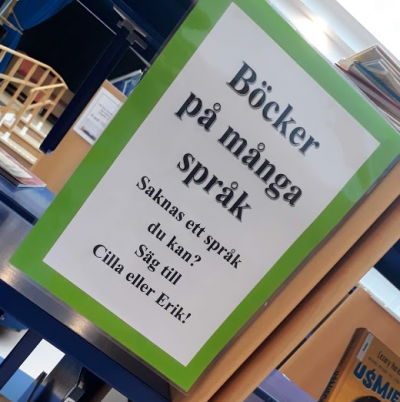 Böcker
på många
språk
Saknas ett språk
du kan?
Säg till
Cilla eller Erik!